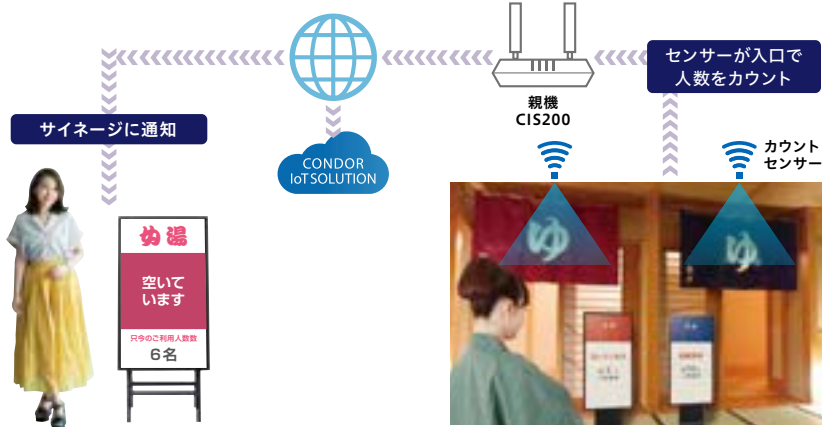 センサーが入口で
人数をカウント
親機
CIS200
サイネージに通知
CONDOR
IoT SOLUTION
カウント
センサー
女湯
空いて
います
只今のご利用人数数
6名
ゆ
ゆ